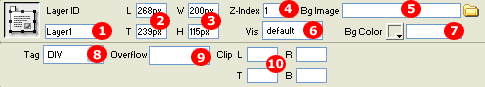 Layer ID L 268px W 200px Z-Index 1 4 Bg Image 5
Layer1 1 2 T 239px H 115px 3 Vis default 6 Bg Color 7
Tag DIV 8 Overflow 9 Clip L R
10 T B